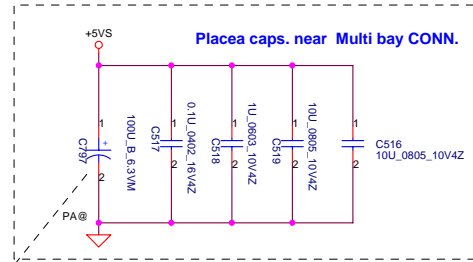 +5VS
Placea caps. near Multi bay CONN.
1
C797
2
100U_B_6.3VM
+
PA@
1
C517
2
0.1U_0402_16V4Z
1
C518
2
1U_0603_10V4Z
1
C519
2
10U_0805_10V4Z
1
2
C516
10U_0805_10V4Z